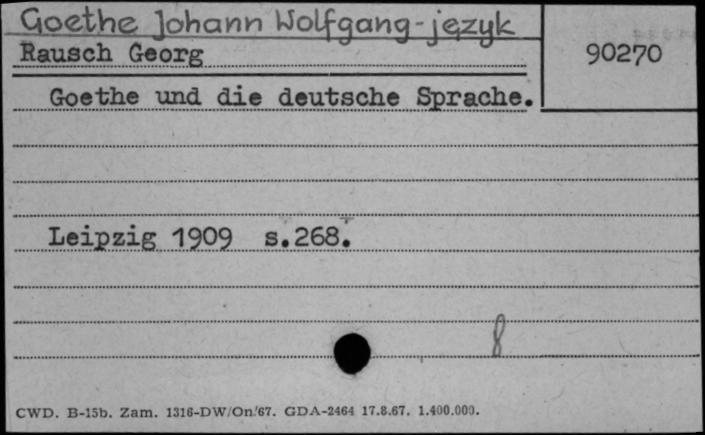 Goethe Johann Wolfgang - język
Rausch Georg
90270
Goethe und die deutsche Sprache.
Leipzig 1909 s.268.
8
CWD. B-15b. Zam. 1316-DW/On/67. GDA-2464 17.8.67. 1.400.000.